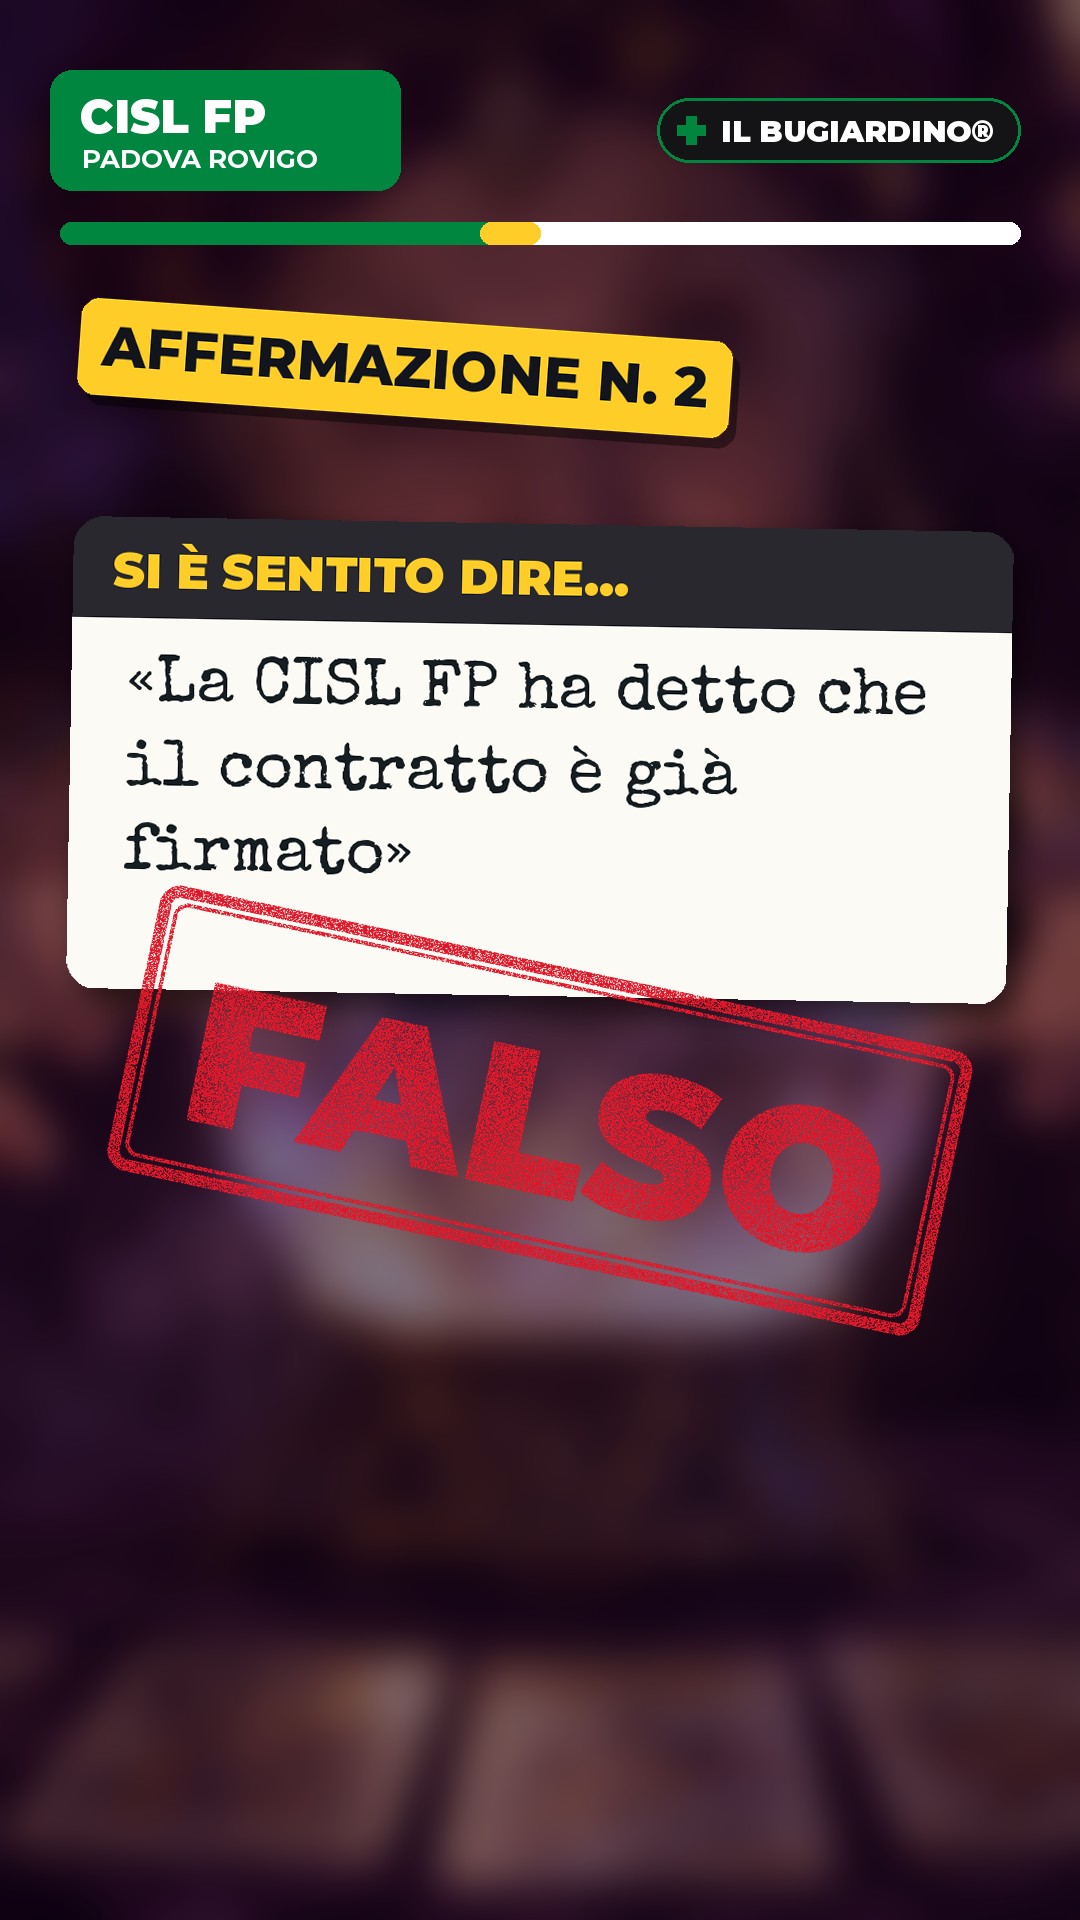 CISL FP
PADOVA ROVIGO
IL BUGIARDINO®
AFFERMAZIONE N. 2
SI È SENTITO DIRE...
«La CISL FP ha detto che
il contratto è già
firmato»
FALSO